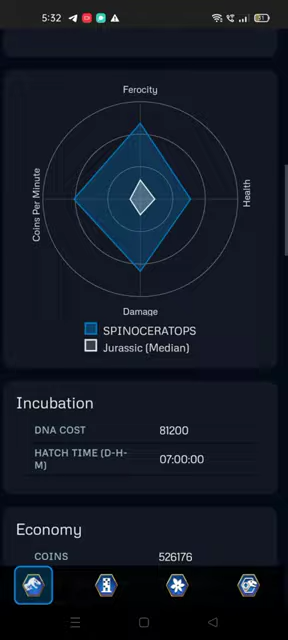 5:32
Ferocity
Coins Per Minute
Health
Damage
SPINOCERATOPS
Jurassic (Median)
Incubation
DNA COST 81200
HATCH TIME (D-H-
M) 07:00:00
Economy
COINS 526176